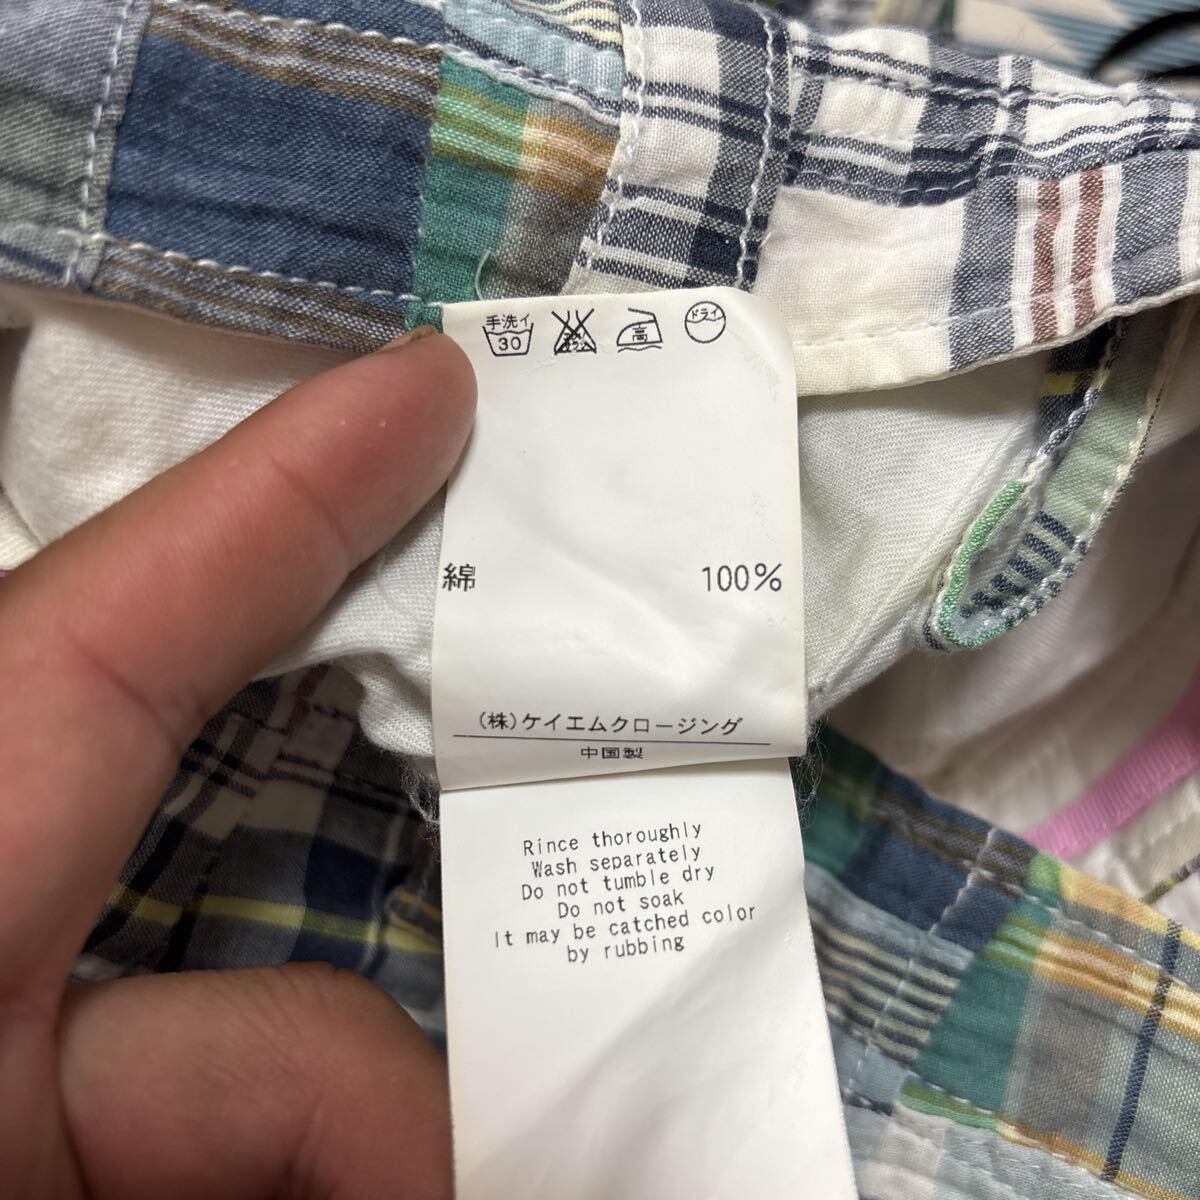 手洗イ
30
高
ドライ
綿 100%
(株)ケイエムクロージング
中国製
Rince thoroughly
Wash separately
Do not tumble dry
Do not soak
It may be catched color
by rubbing